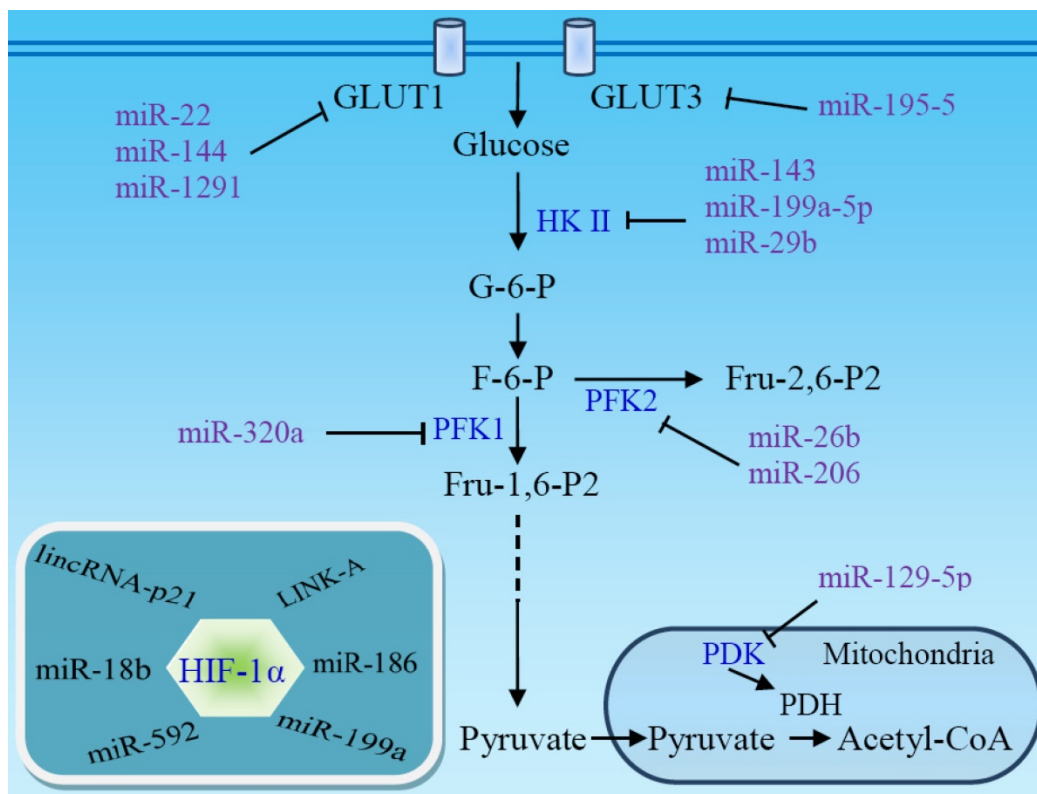 GLUT1
GLUT3
miR-195-5
miR-22
miR-144
miR-1291
Glucose
miR-143
miR-199a-5p
miR-29b
HK II
G-6-P
F-6-P
PFK2
Fru-2,6-P2
miR-320a
PFK1
miR-26b
miR-206
Fru-1,6-P2
lincRNA-p21
LINK-A
miR-18b
HIF-1α
miR-186
miR-592
miR-199a
miR-129-5p
PDK
Mitochondria
PDH
Pyruvate
Pyruvate
Acetyl-CoA